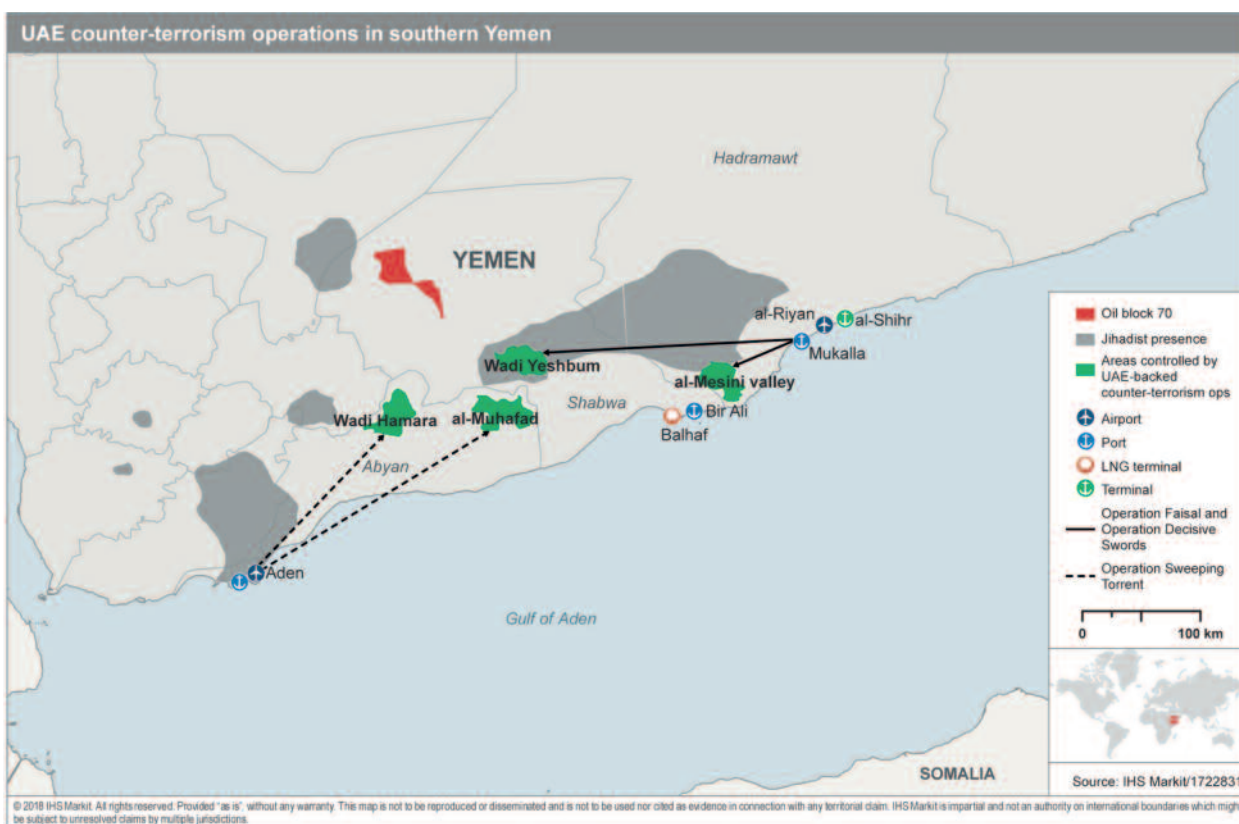 UAE counter-terrorism operations in southern Yemen
Hadramawt
YEMEN
al-Riyan
al-Shihr
Mukalla
Wadi Yeshbum
al-Mesini valley
Shabwa
Bir Ali
Balhaf
Wadi Hamara
al-Muhafad
Abyan
Aden
Gulf of Aden
SOMALIA
Oil block 70
Jihadist presence
Areas controlled by
UAE-backed
counter-terrorism ops
Airport
Port
LNG terminal
Terminal
Operation Faisal and
Operation Decisive
Swords
Operation Sweeping
Torrent
0 100 km
Source: IHS Markit/1722831
© 2018 IHS Markit. All rights reserved. Provided "as is", without any warranty. This map is not to be reproduced or disseminated and is not to be used nor cited as evidence in connection with any territorial claim. IHS Markit is impartial and not an authority on international boundaries which might
be subject to unresolved claims by multiple jurisdictions.